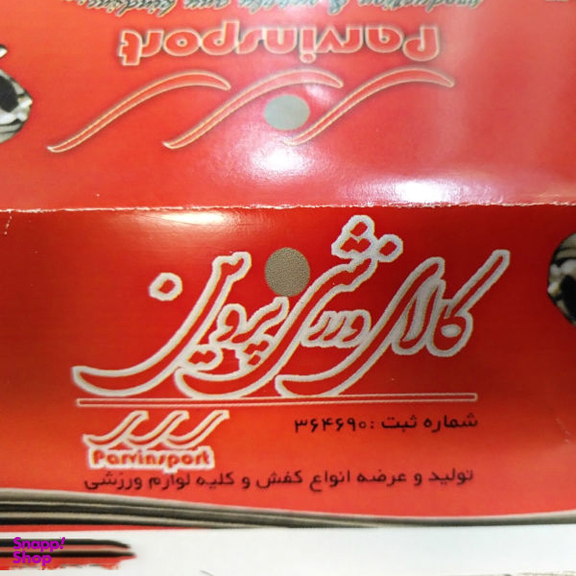 Parvinsport
کالای ورزشی پروین
شماره ثبت : ۳۶۴۶۹۰
Parvinsport
تولید و عرضه انواع کفش و کلیه لوازم ورزشی
Snapp!
Shop